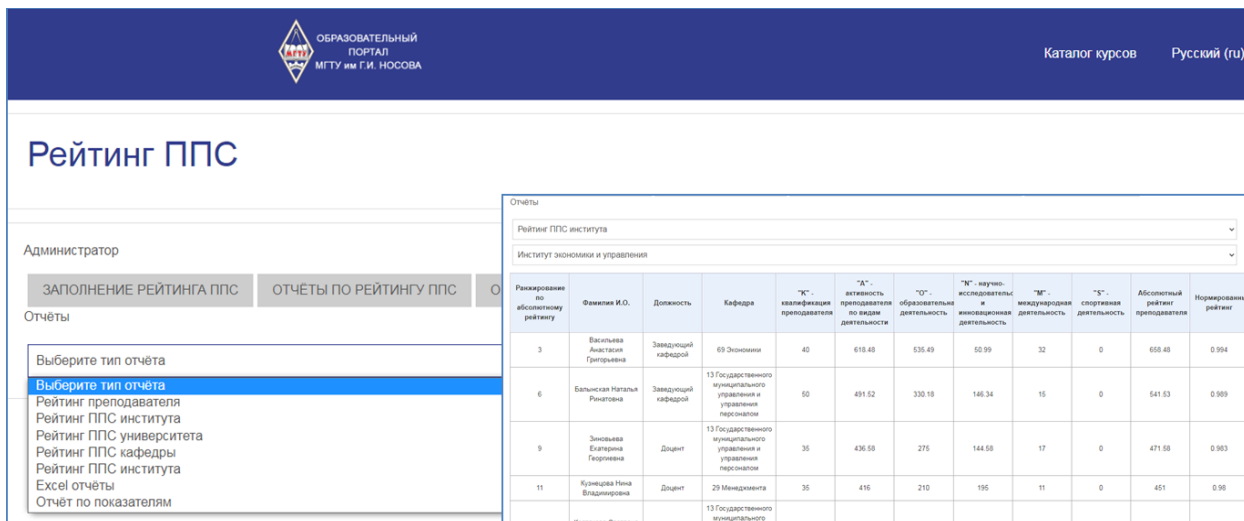 ОБРАЗОВАТЕЛЬНЫЙ
ПОРТАЛ
МГТУ им Г.И. НОСОВА
МГТУ
Каталог курсов
Русский (ru)
Рейтинг ППС
Администратор
ЗАПОЛНЕНИЕ РЕЙТИНГА ППС
ОТЧЁТЫ ПО РЕЙТИНГУ ППС
О
Отчёты
Выберите тип отчёта
Выберите тип отчёта
Рейтинг преподавателя
Рейтинг ППС института
Рейтинг ППС университета
Рейтинг ППС кафедры
Рейтинг ППС института
Excel отчёты
Отчёт по показателям
Отчёты
Рейтинг ППС института
Институт экономики и управления
Ранжирование
по
абсолютному
рейтингу
Фамилия И.О.
Должность
Кафедра
"К" -
квалификация
преподавателя
"А" -
активность
преподавателя
по видам
деятельности
"О" -
образовательна
деятельность
"N" - научно-
исследовательс
и
инновационная
деятельность
"М" -
международная
деятельность
"S" -
спортивная
деятельность
Абсолютный
рейтинг
преподавателя
Нормированны
рейтинг
3
Васильева
Анастасия
Григорьевна
Заведующий
кафедрой
69 Экономики
40
618.48
535.49
50.99
32
0
658.48
0.994
6
Балынская Наталья
Ринатовна
Заведующий
кафедрой
13 Государственного
муниципального
управления и
управления
персоналом
50
491.52
330.18
146.34
15
0
541.53
0.989
9
Зиновьева
Екатерина
Георгиевна
Доцент
13 Государственного
муниципального
управления и
управления
персоналом
35
436.58
275
144.58
17
0
471.58
0.983
11
Кузнецова Нина
Владимировна
Доцент
29 Менеджмента
35
416
210
195
11
0
451
0.98
13 Государственного
муниципального